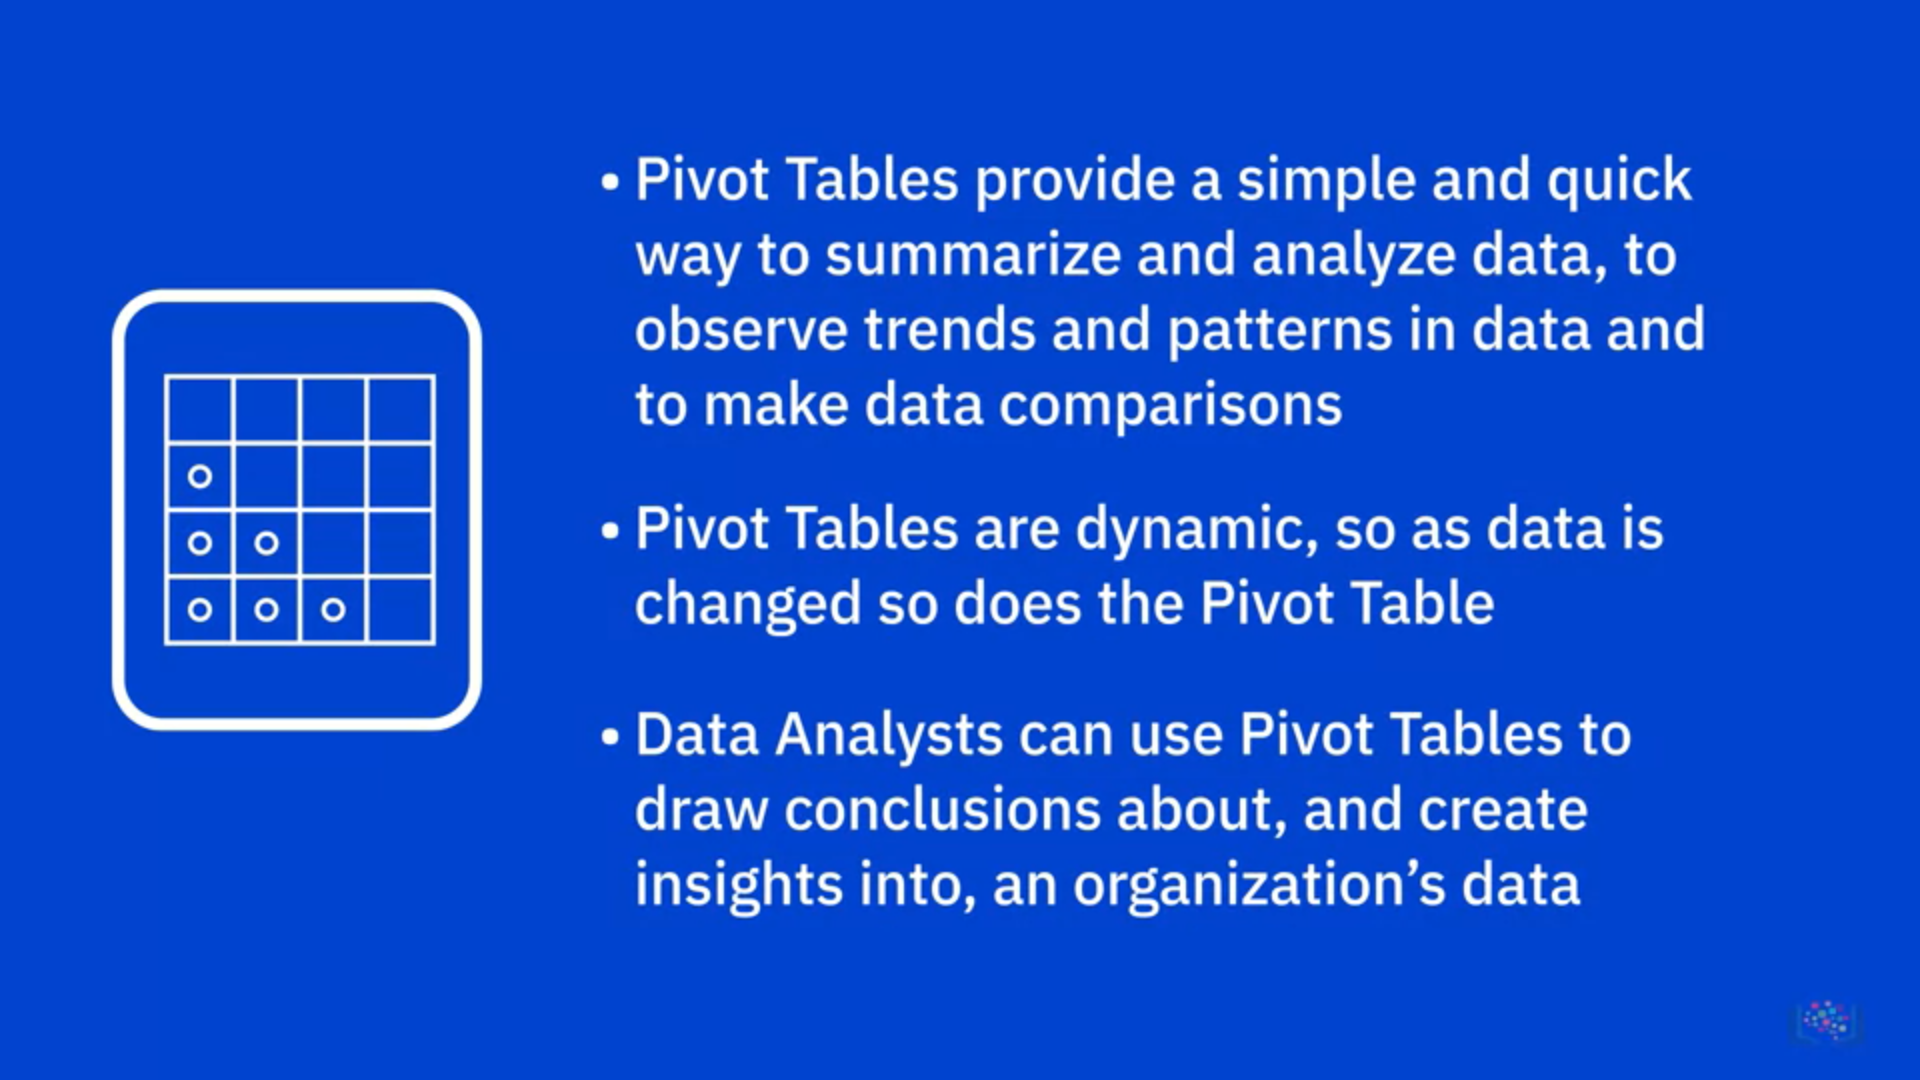 • Pivot Tables provide a simple and quick
way to summarize and analyze data, to
observe trends and patterns in data and
to make data comparisons
• Pivot Tables are dynamic, so as data is
changed so does the Pivot Table
• Data Analysts can use Pivot Tables to
draw conclusions about, and create
insights into, an organization’s data